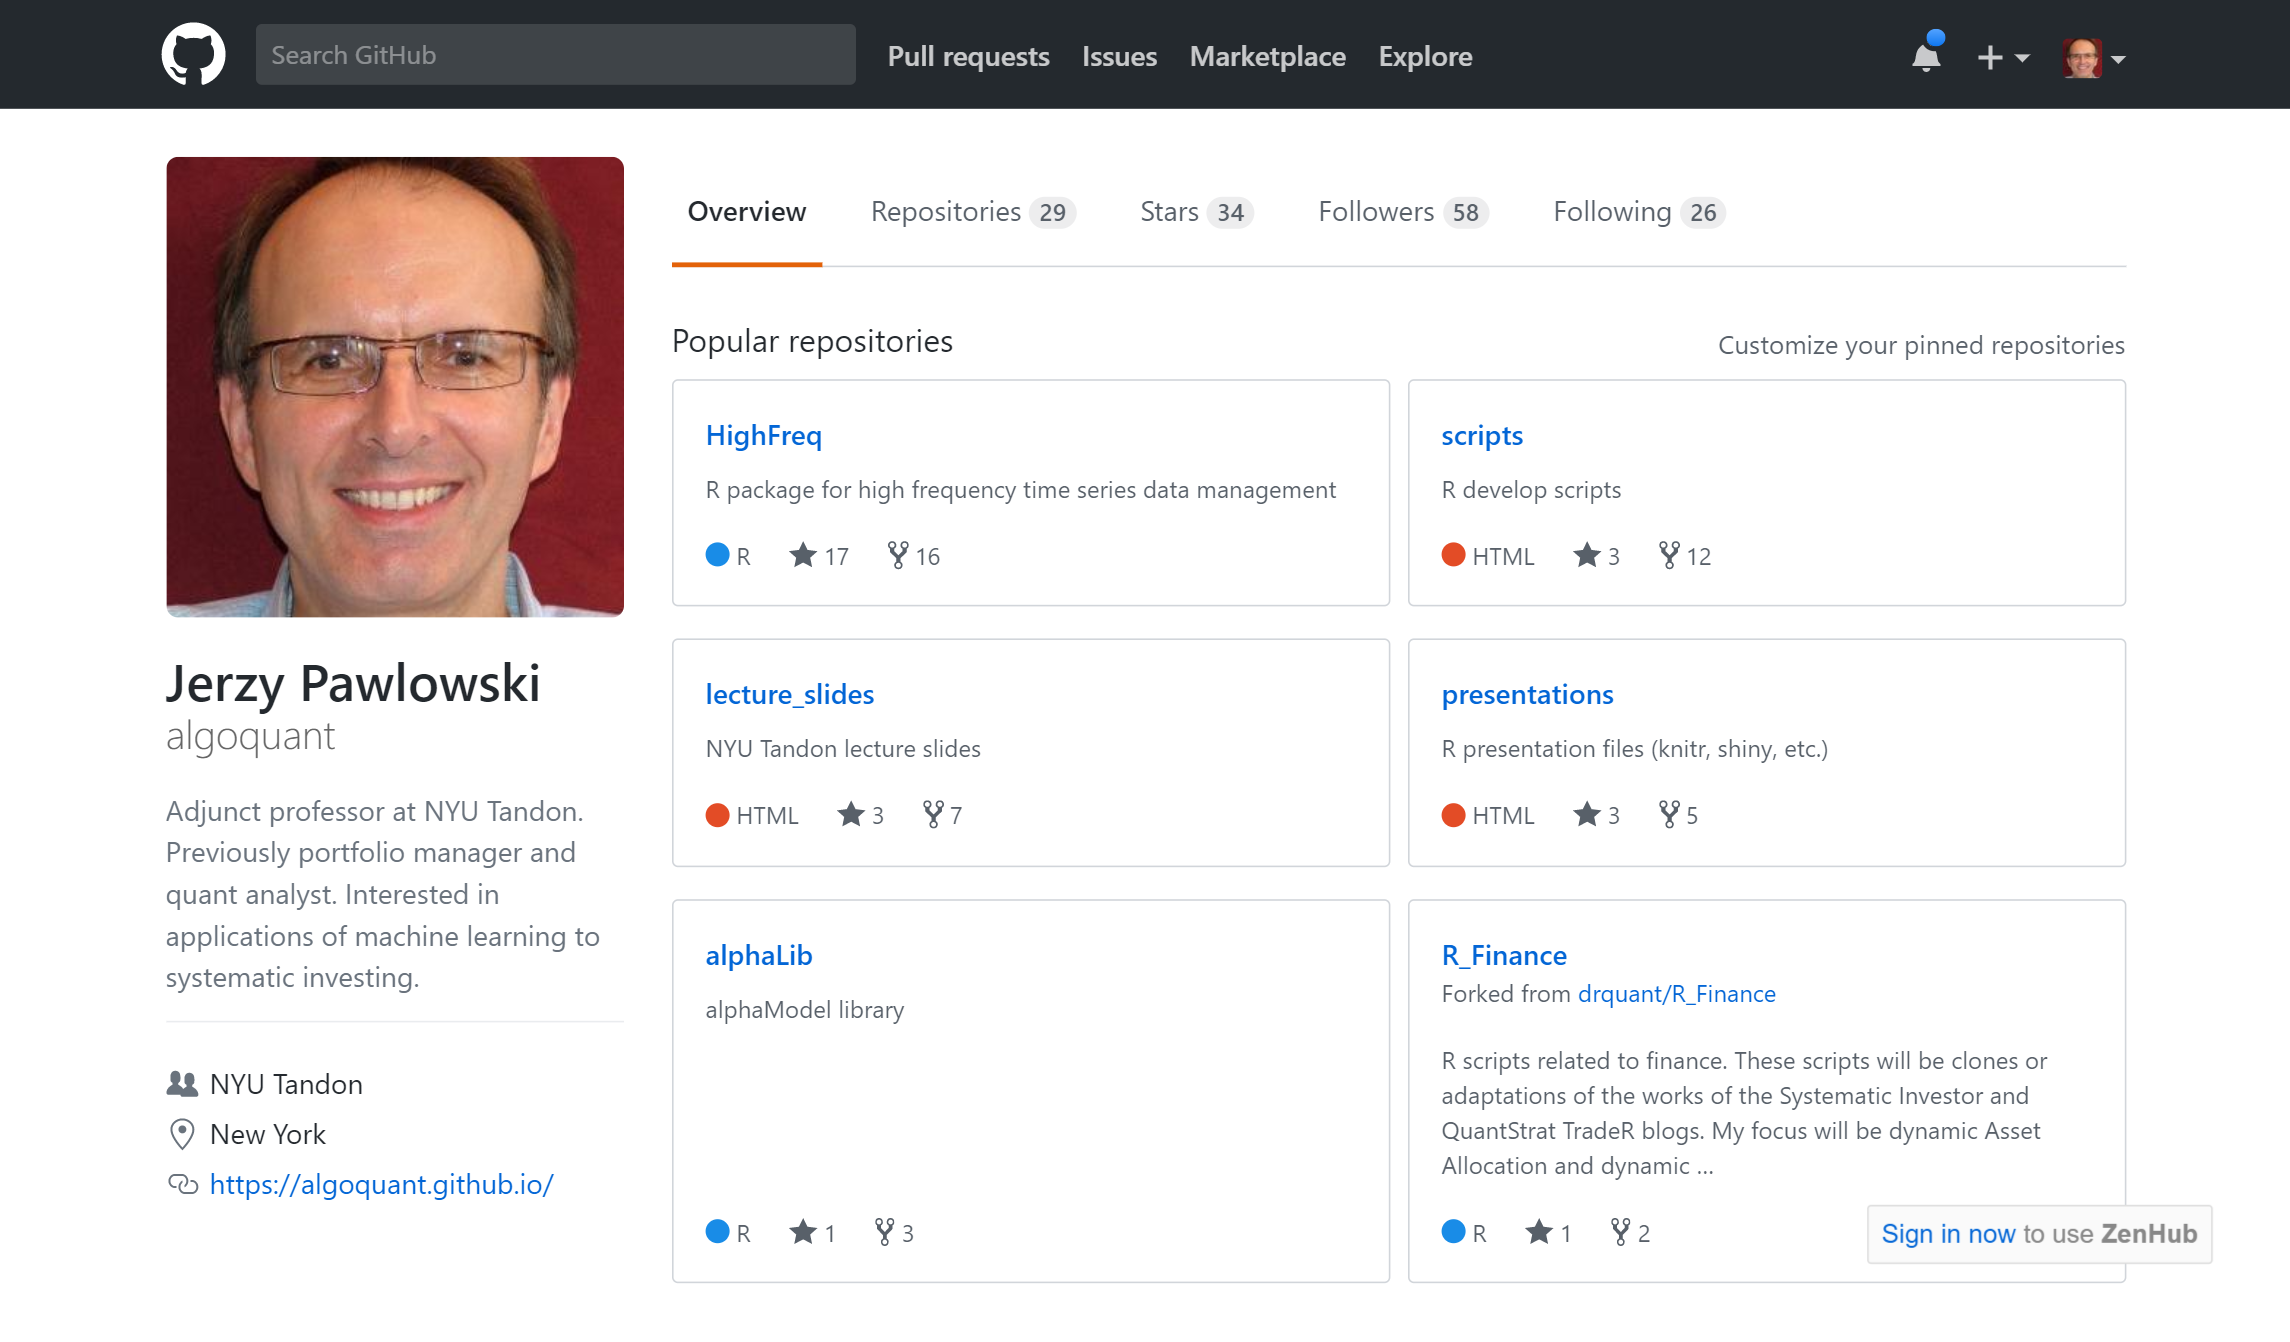 Search GitHub
Pull requests
Issues
Marketplace
Explore
Overview
Repositories 29
Stars 34
Followers 58
Following 26
Jerzy Pawlowski
algoquant
Adjunct professor at NYU Tandon.
Previously portfolio manager and
quant analyst. Interested in
applications of machine learning to
systematic investing.
NYU Tandon
New York
https://algoquant.github.io/
Popular repositories
Customize your pinned repositories
HighFreq
R package for high frequency time series data management
R 17 16
scripts
R develop scripts
HTML 3 12
lecture_slides
NYU Tandon lecture slides
HTML 3 7
presentations
R presentation files (knitr, shiny, etc.)
HTML 3 5
alphaLib
alphaModel library
R 1 3
R_Finance
Forked from drquant/R_Finance
R scripts related to finance. These scripts will be clones or
adaptations of the works of the Systematic Investor and
QuantStrat TradeR blogs. My focus will be dynamic Asset
Allocation and dynamic ...
R 1 2
Sign in now to use ZenHub